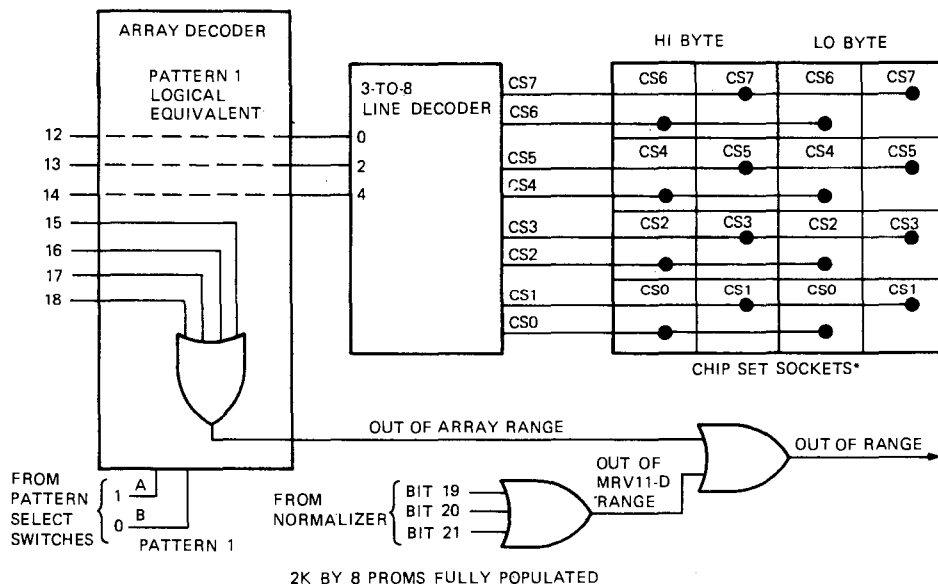 ARRAY DECODER
PATTERN 1
LOGICAL
EQUIVALENT
12
13
14
15
16
17
18
3-TO-8
LINE DECODER
0
2
4
CS7
CS6
CS5
CS4
CS3
CS2
CS1
CS0
HI BYTE LO BYTE
CS6 CS7 CS6 CS7
CS4 CS5 CS4 CS5
CS2 CS3 CS2 CS3
CS0 CS1 CS0 CS1
CHIP SET SOCKETS*
OUT OF ARRAY RANGE
OUT OF RANGE
OUT OF
MRV11-D
RANGE
FROM
NORMALIZER
BIT 19
BIT 20
BIT 21
FROM
PATTERN
SELECT
SWITCHES
1 A
0 B
PATTERN 1
2K BY 8 PROMS FULLY POPULATED